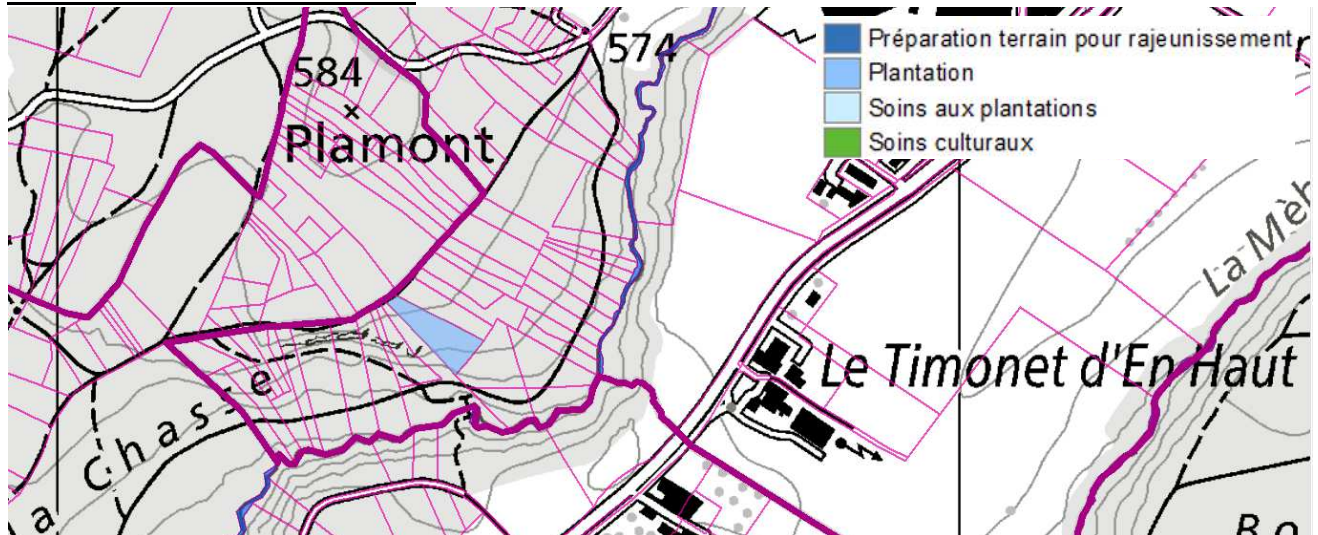 Préparation terrain pour rajeunissement
Plantation
Soins aux plantations
Soins culturaux
574
584
Plamont
La Mèb
Le Timonet d'En Haut
Chasse
a
Bo